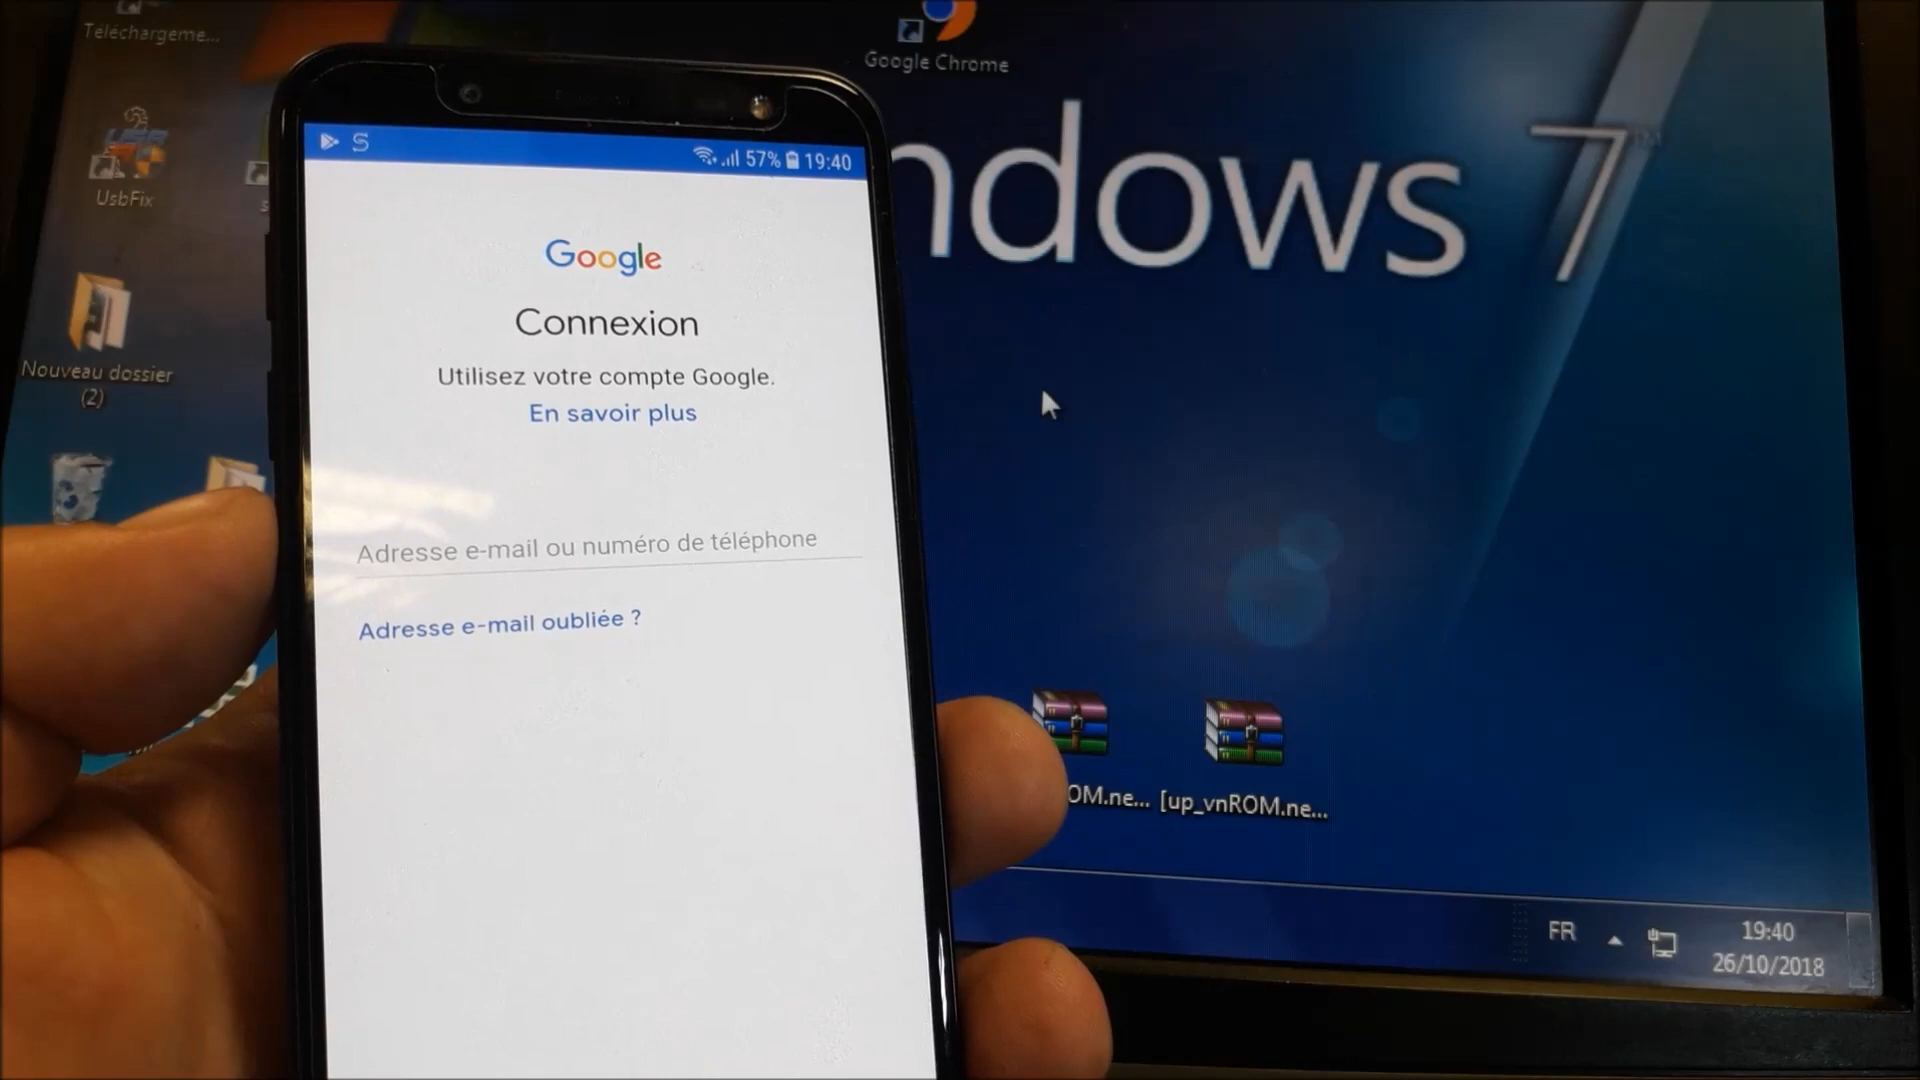 Téléchargeme...
Google Chrome
UsbFix
Nouveau dossier
(2)
ndows 7
57% 19:40
Google
Connexion
Utilisez votre compte Google.
En savoir plus
Adresse e-mail ou numéro de téléphone
Adresse e-mail oubliée ?
OM.ne...
[up_vnROM.ne...
FR
19:40
26/10/2018